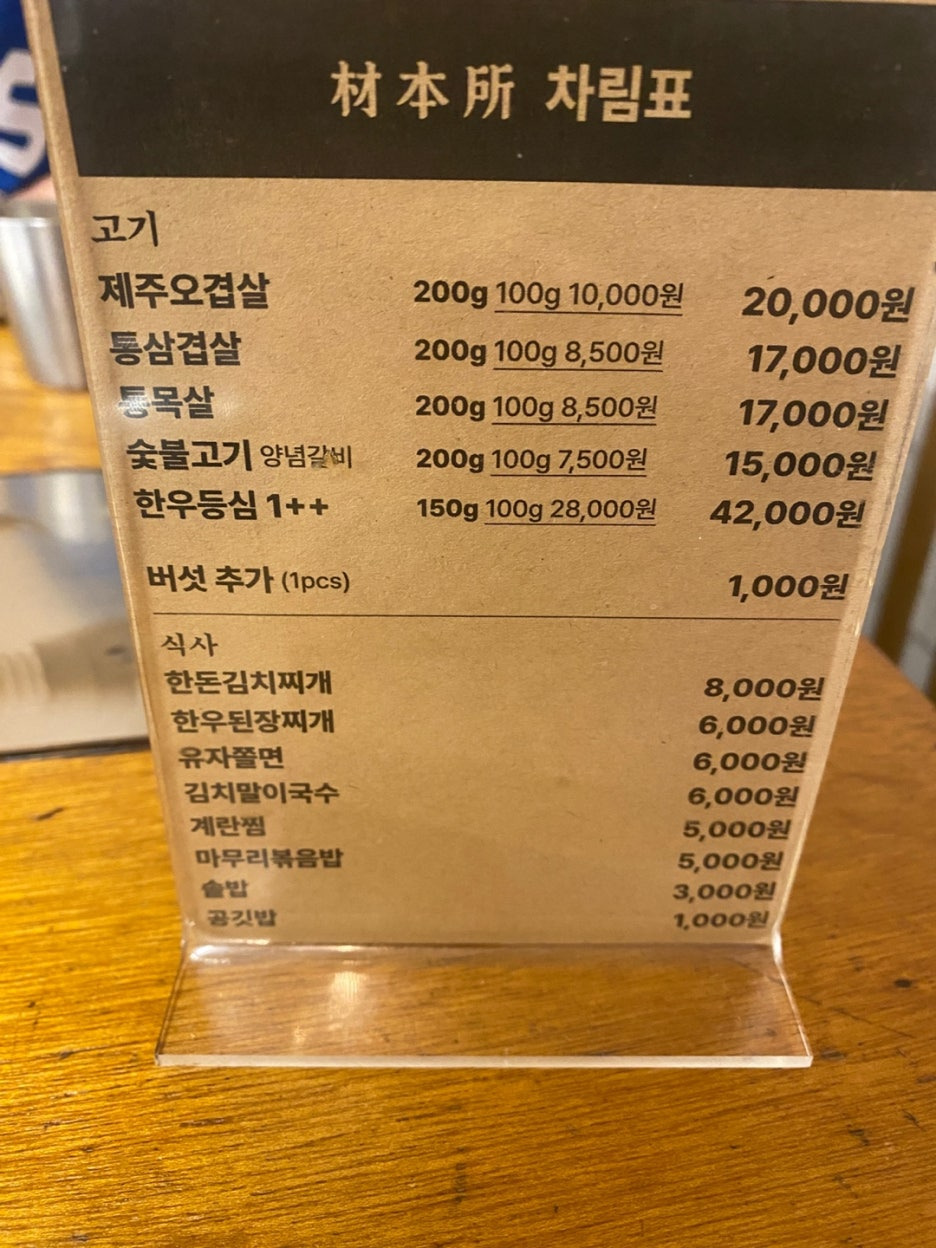 材本所 차림표
고기
제주오겹살 200g 100g 10,000원 20,000원
통삼겹살 200g 100g 8,500원 17,000원
통목살 200g 100g 8,500원 17,000원
숯불고기 양념갈비 200g 100g 7,500원 15,000원
한우등심 1++ 150g 100g 28,000원 42,000원
버섯 추가 (1pcs) 1,000원
식사
한돈김치찌개 8,000원
한우된장찌개 6,000원
유자쫄면 6,000원
김치말이국수 6,000원
계란찜 5,000원
마무리볶음밥 5,000원
솥밥 3,000원
공깃밥 1,000원